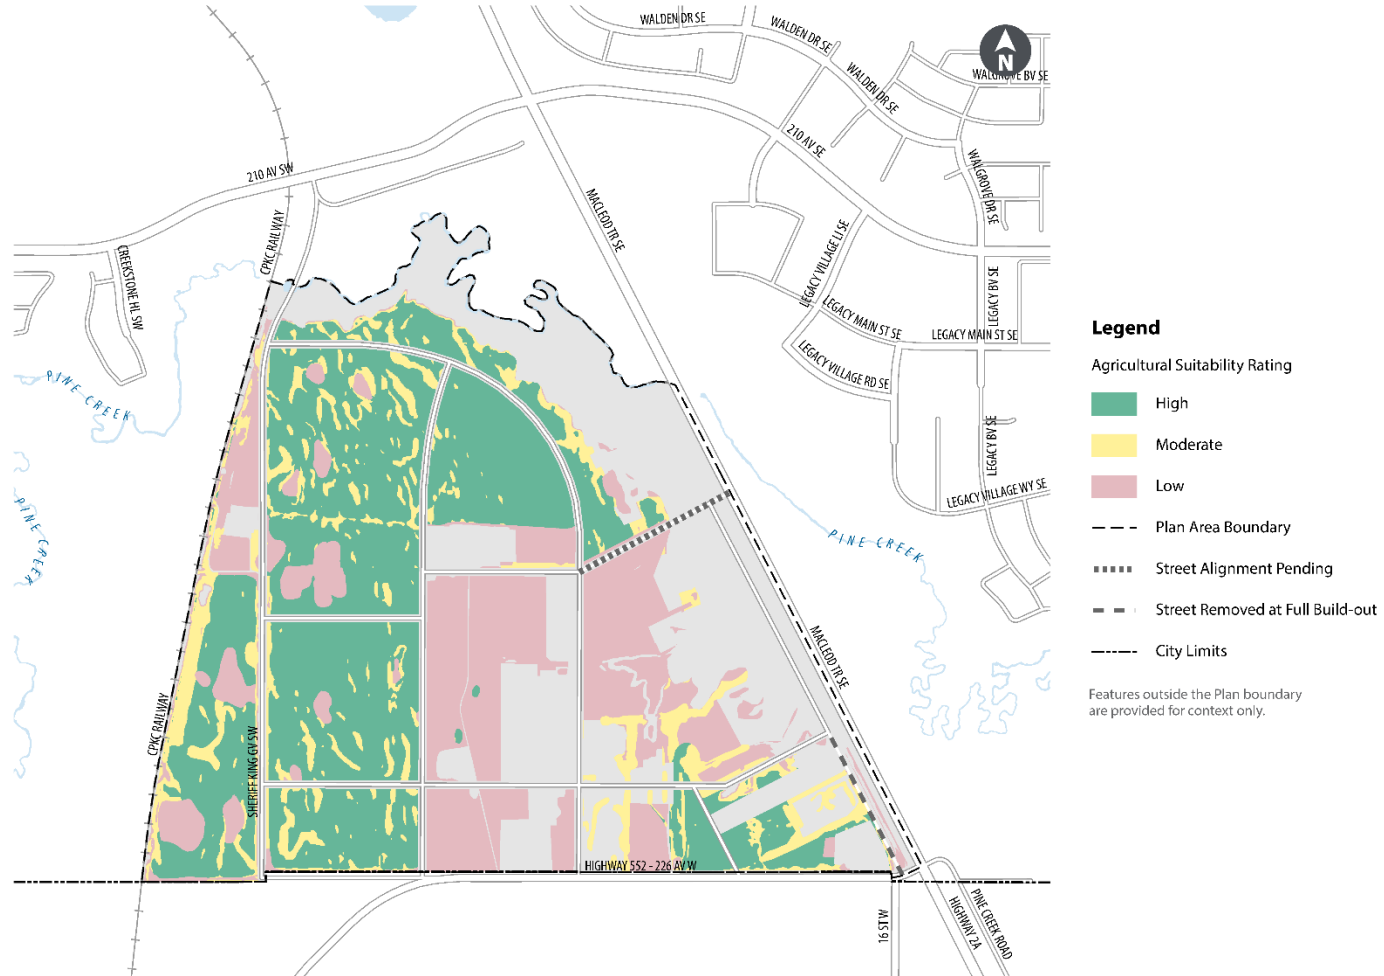 WALDEN DR SE
WALDEN DR SE
N
WALGROVE BV SE
WALDEN DR SE
210 AV SE
WALGROVE DR SE
210 AV SW
MACLEOD TR SE
CPKC RAILWAY
CREEKSTONE HL SW
LEGACY VILLAGE LI SE
LEGACY BV SE
LEGACY MAIN ST SE
LEGACY MAIN ST SE
LEGACY VILLAGE RD SE
PINE CREEK
LEGACY BV SE
LEGACY VILLAGE WY SE
PINE CREEK
PINE CREEK
MACLEOD TR SE
CPKC RAILWAY
SHERIFF KING GV SW
HIGHWAY 552 - 226 AV W
16 ST W
HIGHWAY 2A
PINE CREEK ROAD
Legend
Agricultural Suitability Rating
High
Moderate
Low
Plan Area Boundary
Street Alignment Pending
Street Removed at Full Build-out
City Limits
Features outside the Plan boundary
are provided for context only.